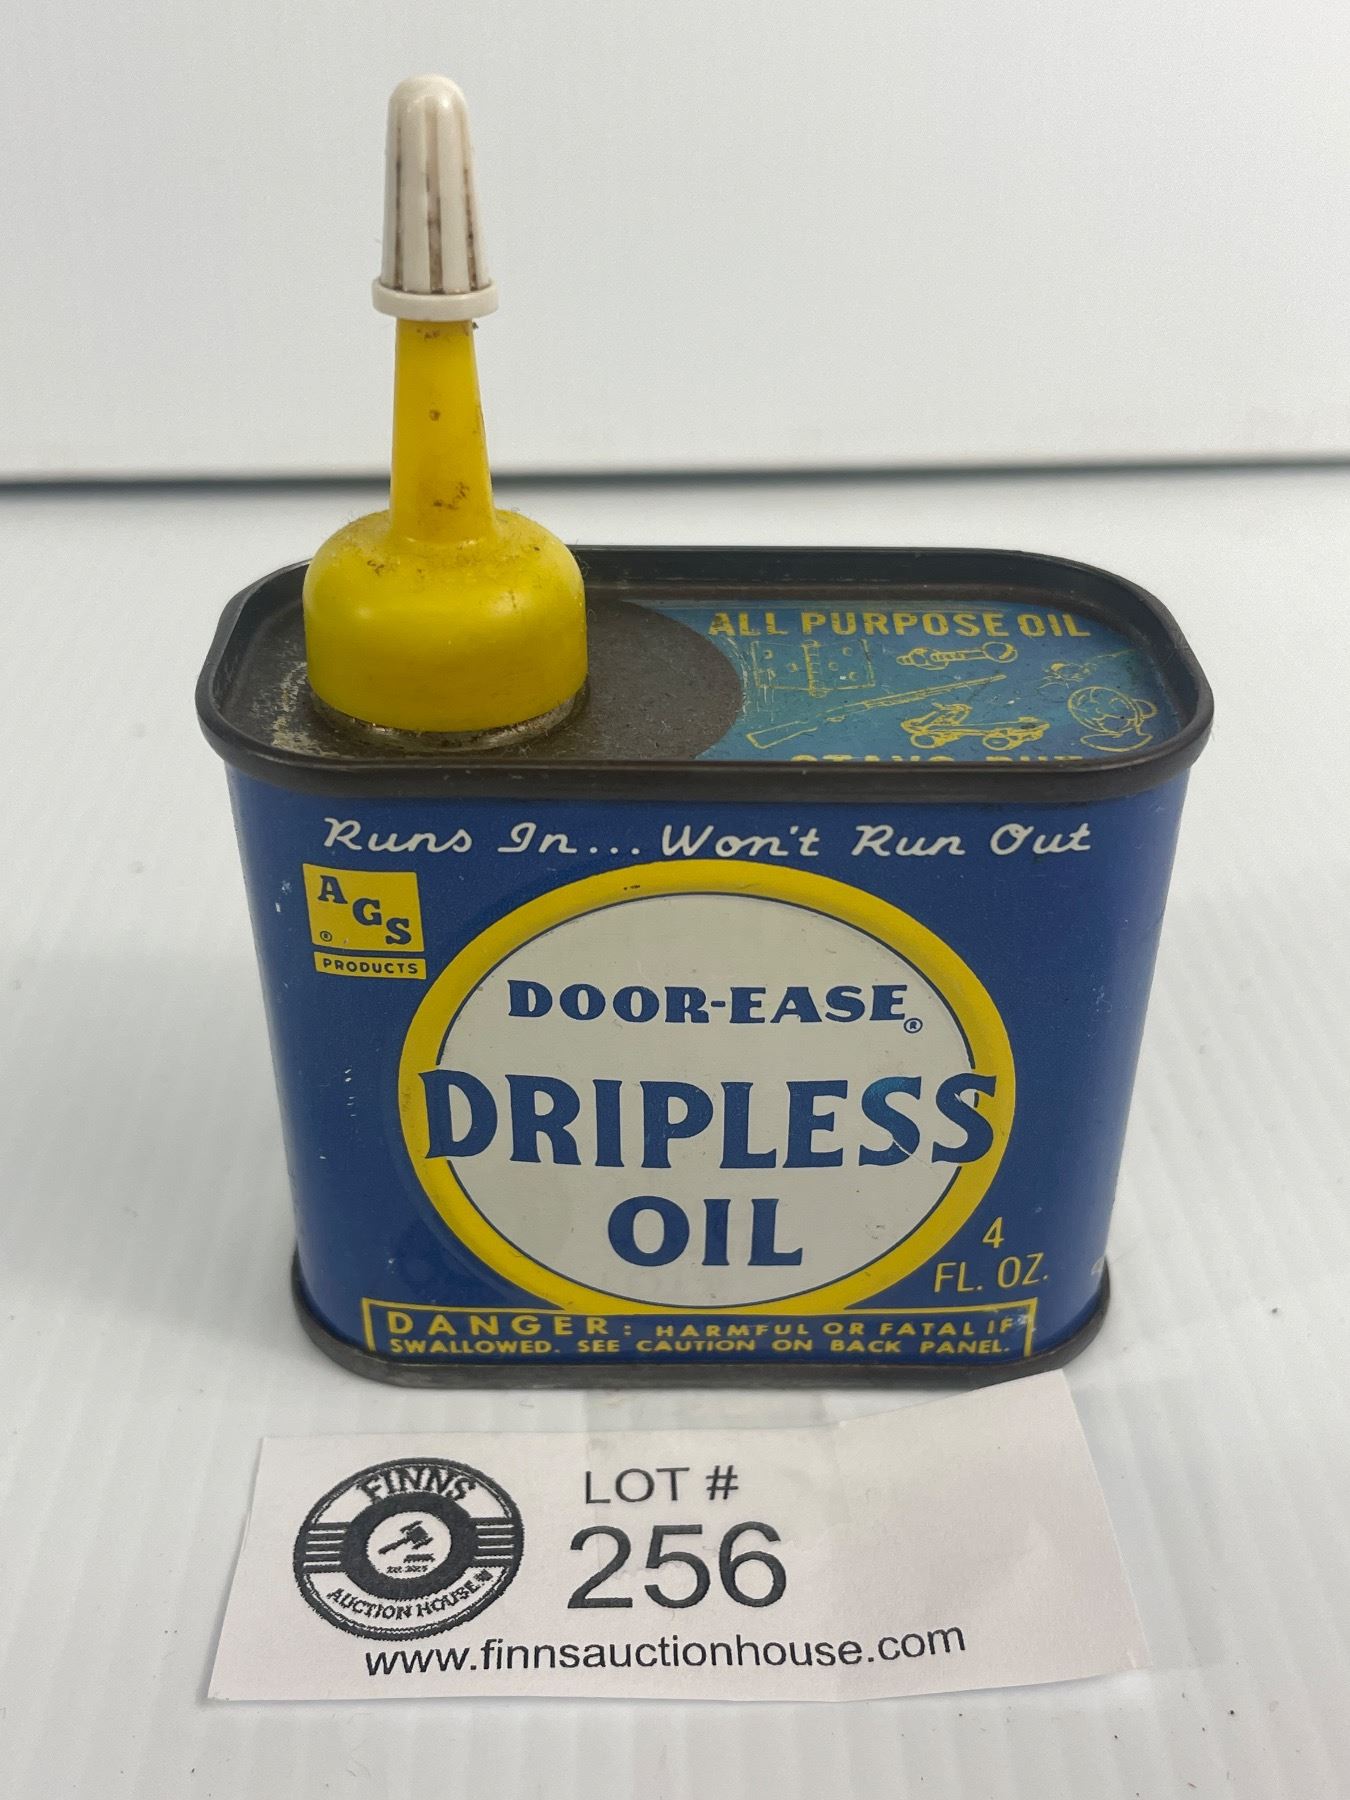 ALL PURPOSE OIL
Runs In... Won't Run Out
AGS
®
PRODUCTS
DOOR-EASE®
DRIPLESS
OIL
4
FL. OZ.
DANGER: HARMFUL OR FATAL IF
SWALLOWED. SEE CAUTION ON BACK PANEL.
FINNS
AUCTION HOUSE
LOT #
256
www.finnsauctionhouse.com